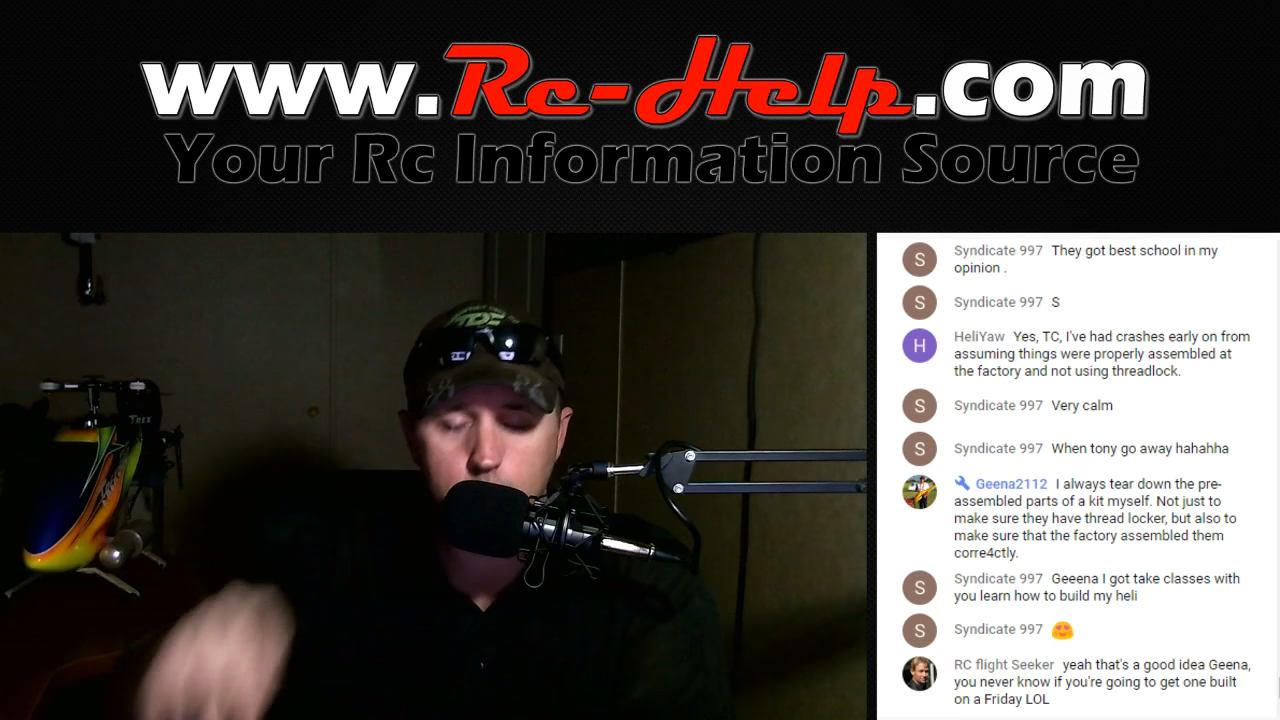 www.Rc-Help.com
Your Rc Information Source
TREX
S Syndicate 997 They got best school in my
opinion .
S Syndicate 997 S
H HeliYaw Yes, TC, I've had crashes early on from
assuming things were properly assembled at
the factory and not using threadlock.
S Syndicate 997 Very calm
S Syndicate 997 When tony go away hahahha
Geena2112 I always tear down the pre-
assembled parts of a kit myself. Not just to
make sure they have thread locker, but also to
make sure that the factory assembled them
corre4ctly.
S Syndicate 997 Geeena I got take classes with
you learn how to build my heli
S Syndicate 997
RC flight Seeker yeah that's a good idea Geena,
you never know if you're going to get one built
on a Friday LOL